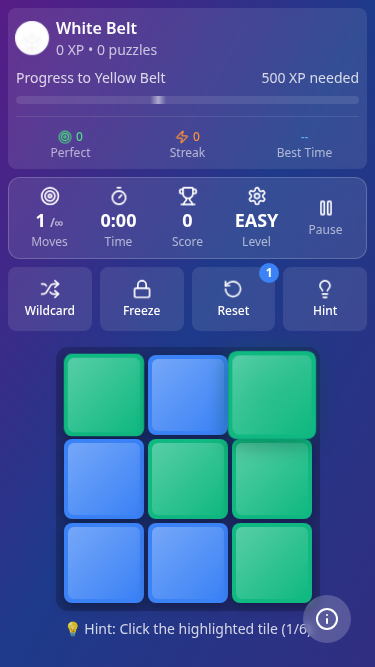 White Belt
0 XP • 0 puzzles
Progress to Yellow Belt 500 XP needed
0 0 --
Perfect Streak Best Time
1 /∞ 0:00 0 EASY
Moves Time Score Level Pause
1
Wildcard Freeze Reset Hint
💡 Hint: Click the highlighted tile (1/6)